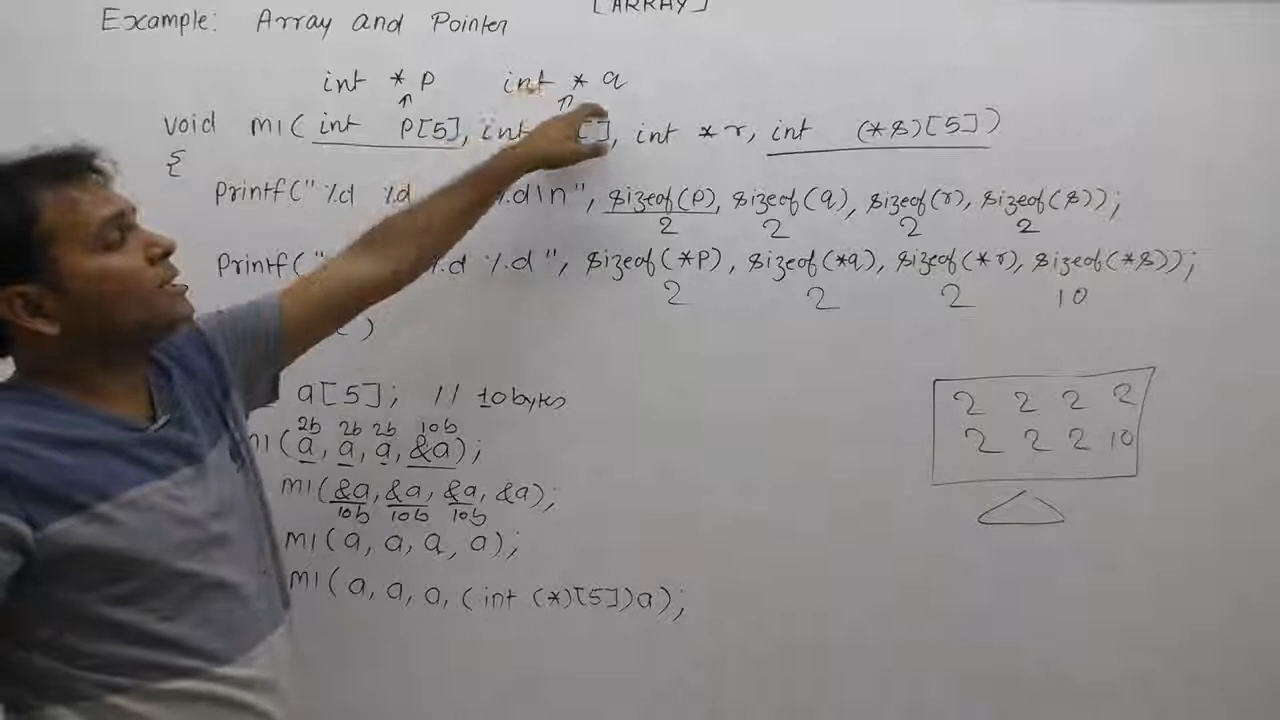 [ARRAY]
Example: Array and Pointer
int * p int * q
void m1( int p[5], int [], int *r, int (*s)[5])
{
printf("%d %d %d\n", sizeof(p), sizeof(q), sizeof(r), sizeof(s));
2 2 2 2
printf(" %d %d", sizeof(*p), sizeof(*q), sizeof(*r), sizeof(*s));
2 2 2 10
)
a[5]; // 10bytes
2b 2b 2b 10b
m1(a, a, a, &a);
m1(&a, &a, &a, &a);
10b 10b 10b
m1(a, a, a, a);
m1(a, a, a, (int (*)[5])a);
2 2 2 2
2 2 2 10